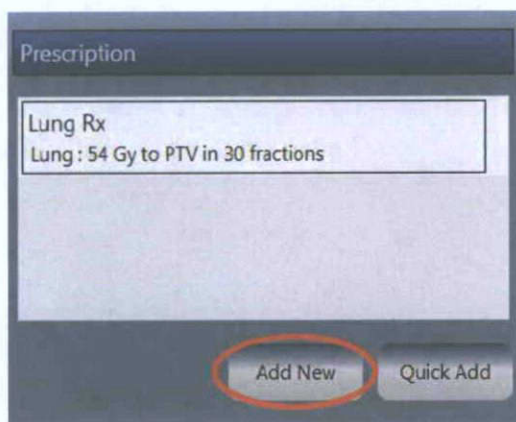 Prescription
Lung Rx
Lung : 54 Gy to PTV in 30 fractions
Add New
Quick Add